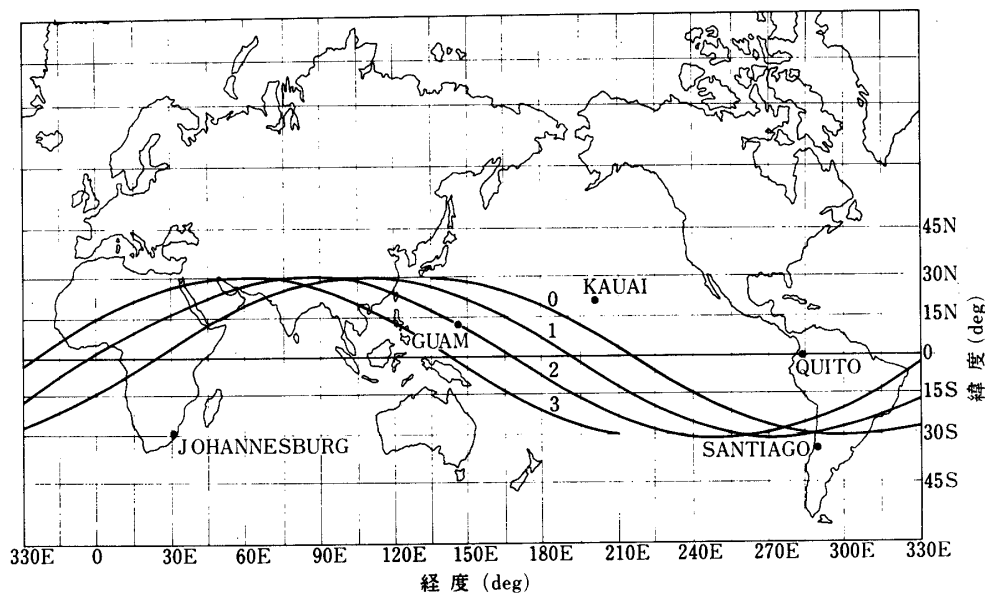 45N
30N
KAUAI
0
15N
1
GUAM
0
2
QUITO
15S
3
30S
JOHANNESBURG
SANTIAGO
45S
緯度 (deg)
330E 0 30E 60E 90E 120E 150E 180E 210E 240E 270E 300E 330E
経度 (deg)